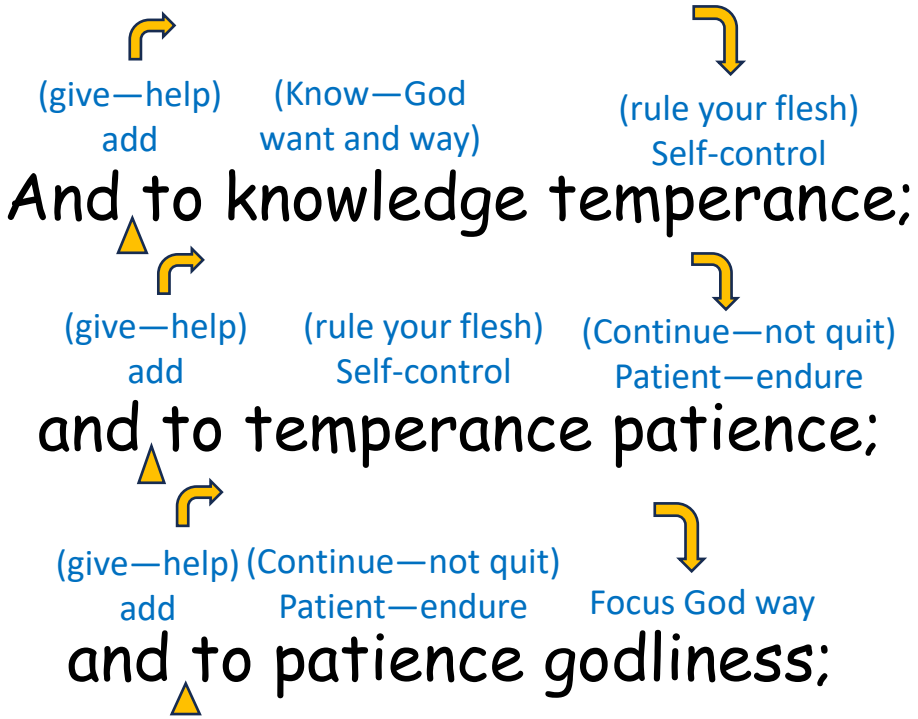 (give—help) (Know—God
add want and way) (rule your flesh)
Self-control
And to knowledge temperance;
(give—help) (rule your flesh) (Continue—not quit)
add Self-control Patient—endure
and to temperance patience;
(give—help) (Continue—not quit)
add Patient—endure Focus God way
and to patience godliness;